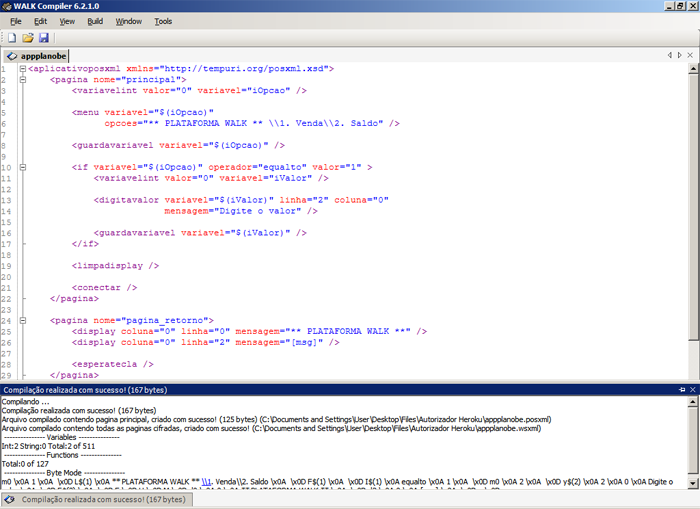 WALK Compiler 6.2.1.0
File Edit View Build Window Tools
appplanobe
1 <aplicativoposxml xmlns="http://tempuri.org/posxml.xsd">
2 <pagina nome="principal">
3 <variavelint valor="0" variavel="iOpcao" />
4
5 <menu variavel="$(iOpcao)"
6 opcoes="** PLATAFORMA WALK ** \\1. Venda\\2. Saldo" />
7
8 <guardavariavel variavel="$(iOpcao)" />
9
10 <if variavel="$(iOpcao)" operador="equalto" valor="1" >
11 <variavelint valor="0" variavel="iValor" />
12
13 <digitavalor variavel="$(iValor)" linha="2" coluna="0"
14 mensagem="Digite o valor" />
15
16 <guardavariavel variavel="$(iValor)" />
17 </if>
18
19 <limpadisplay />
20
21 <conectar />
22 </pagina>
23
24 <pagina nome="pagina_retorno">
25 <display coluna="0" linha="0" mensagem="** PLATAFORMA WALK **" />
26 <display coluna="0" linha="2" mensagem="[msg]" />
27
28 <esperatecla />
29 </pagina>
Compilação realizada com sucesso! (167 bytes)
Compilando ...
Compilação realizada com sucesso! (167 bytes)
Arquivo compilado contendo pagina principal, criado com sucesso! (125 bytes) (C:\Documents and Settings\User\Desktop\Files\Autorizador Heroku\appplanobe.posxml)
Arquivo compilado contendo todas as paginas cifradas, criado com sucesso! (C:\Documents and Settings\User\Desktop\Files\Autorizador Heroku\appplanobe.wsxml)
--------------- Variables ---------------
Int:2 String:0 Total:2 of 511
--------------- Functions ---------------
Total:0 of 127
--------------- Byte Mode ---------------
m0 \x0A 1 \x0A \x0D L$(1) \x0A ** PLATAFORMA WALK ** \\1. Venda\\2. Saldo \x0A \x0D F$(1) \x0A \x0D I$(1) \x0A equalto \x0A 1 \x0A \x0D m0 \x0A 2 \x0A \x0D y$(2) \x0A 2 \x0A 0 \x0A Digite o
Compilação realizada com sucesso! (167 bytes)